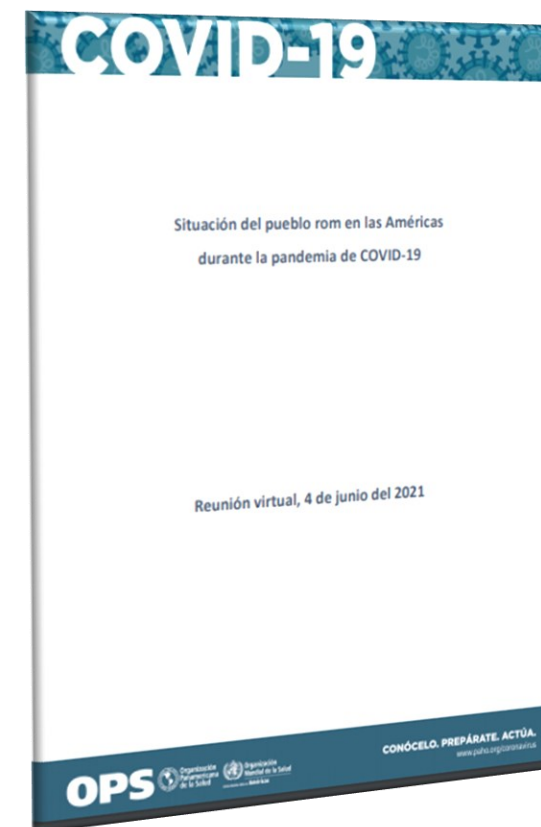 COVID-19
Situación del pueblo rom en las Américas
durante la pandemia de COVID-19
Reunión virtual, 4 de junio del 2021
CONÓCELO. PREPÁRATE. ACTÚA.
www.paho.org/coronavirus
OPS
Organización
Panamericana
de la Salud
Organización
Mundial de la Salud
Américas